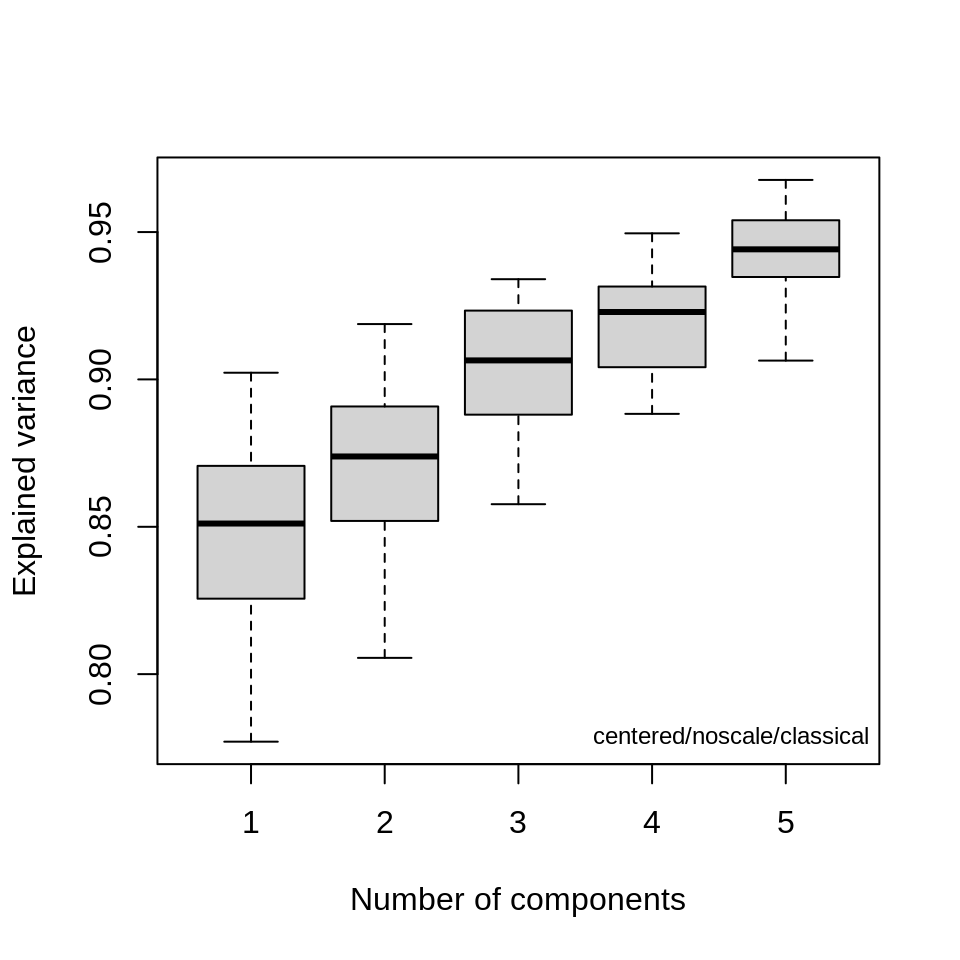 Explained variance
0.95
0.90
0.85
0.80
centered/noscale/classical
1 2 3 4 5
Number of components